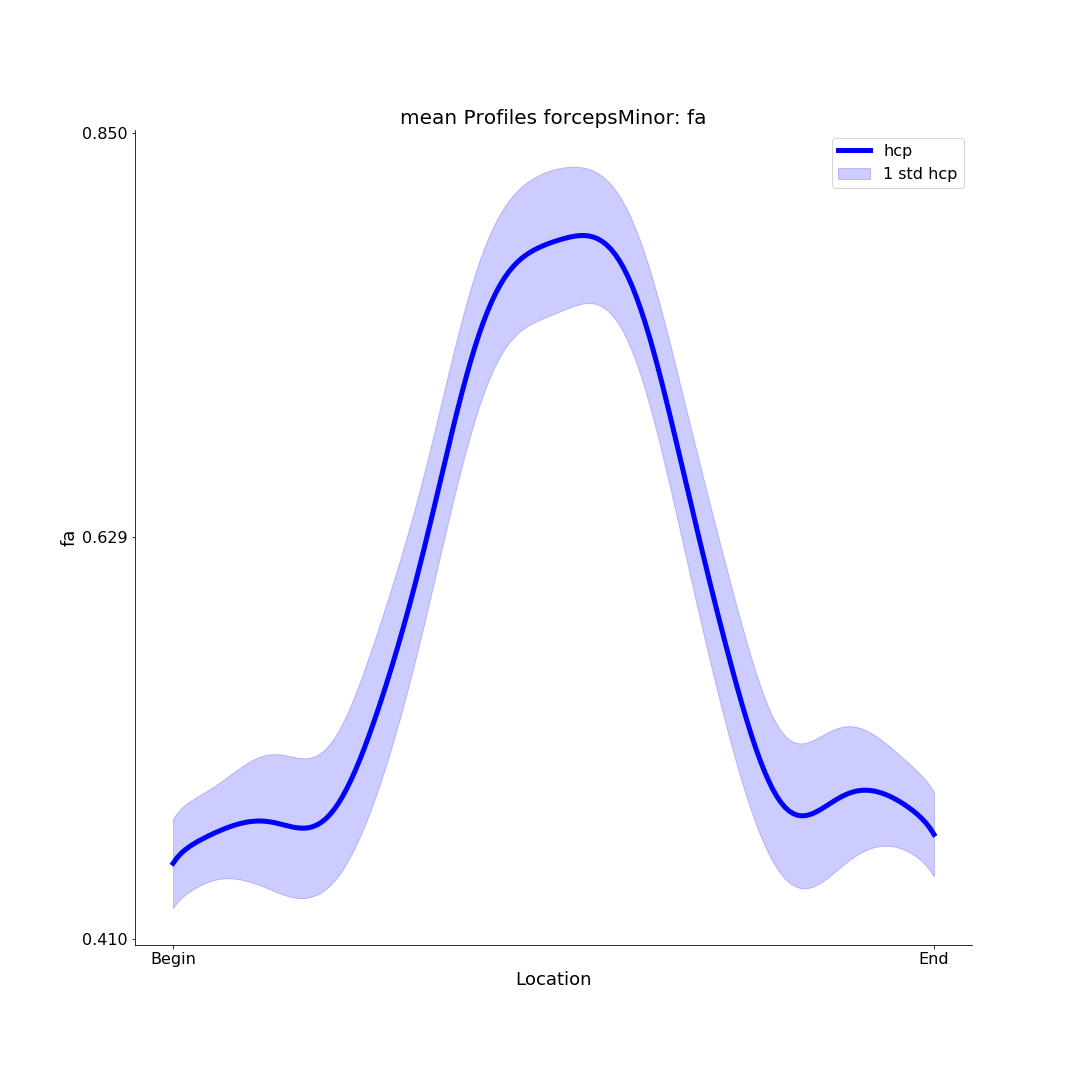 mean Profiles forcepsMinor: fa
0.850
hcp
1 std hcp
fa
0.629
0.410
Begin
End
Location